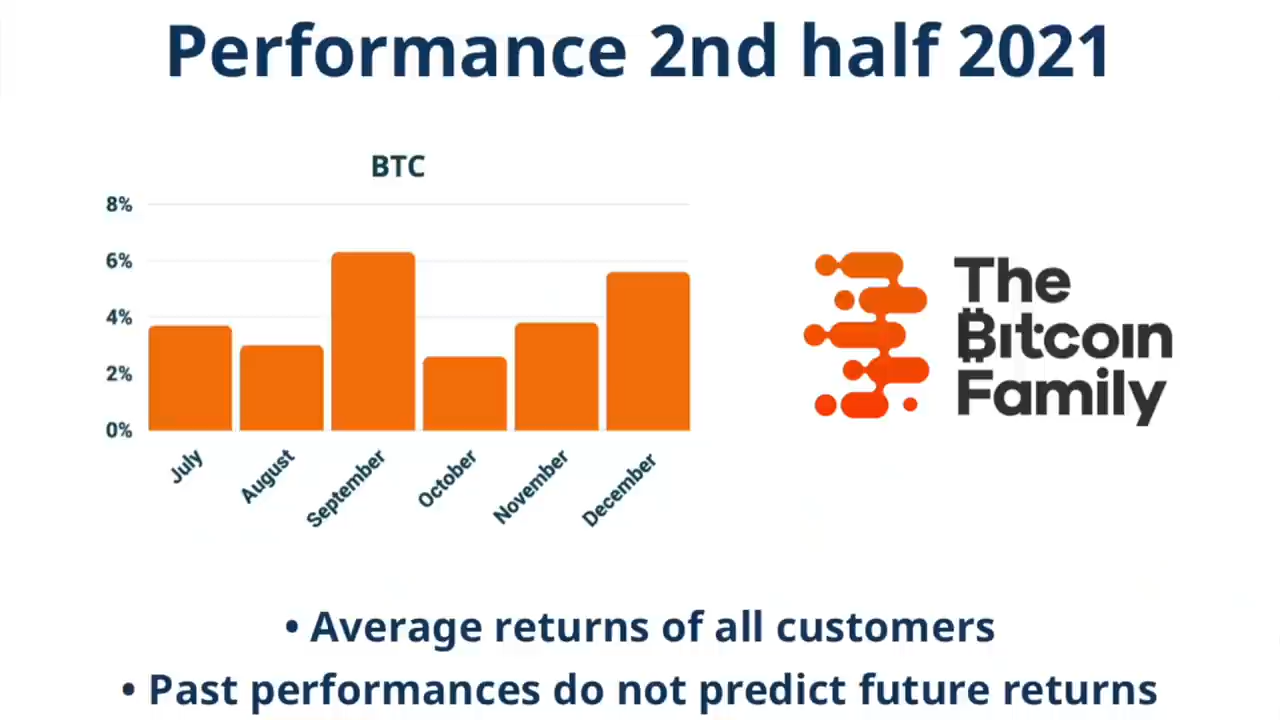 Performance 2nd half 2021
BTC
8%
6%
4%
2%
0%
July
August
September
October
November
December
The
Bitcoin
Family
• Average returns of all customers
• Past performances do not predict future returns